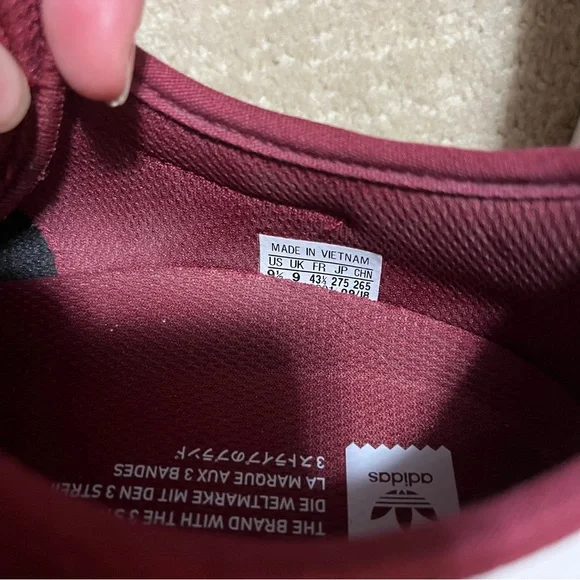 MADE IN VIETNAM
US UK FR JP CHN
9½ 9 43⅓ 275 265
09/18
adidas
THE BRAND WITH THE 3
DIE WELTMARKE MIT DEN 3
LA MARQUE AUX 3 BANDES
3ストライプのブランド